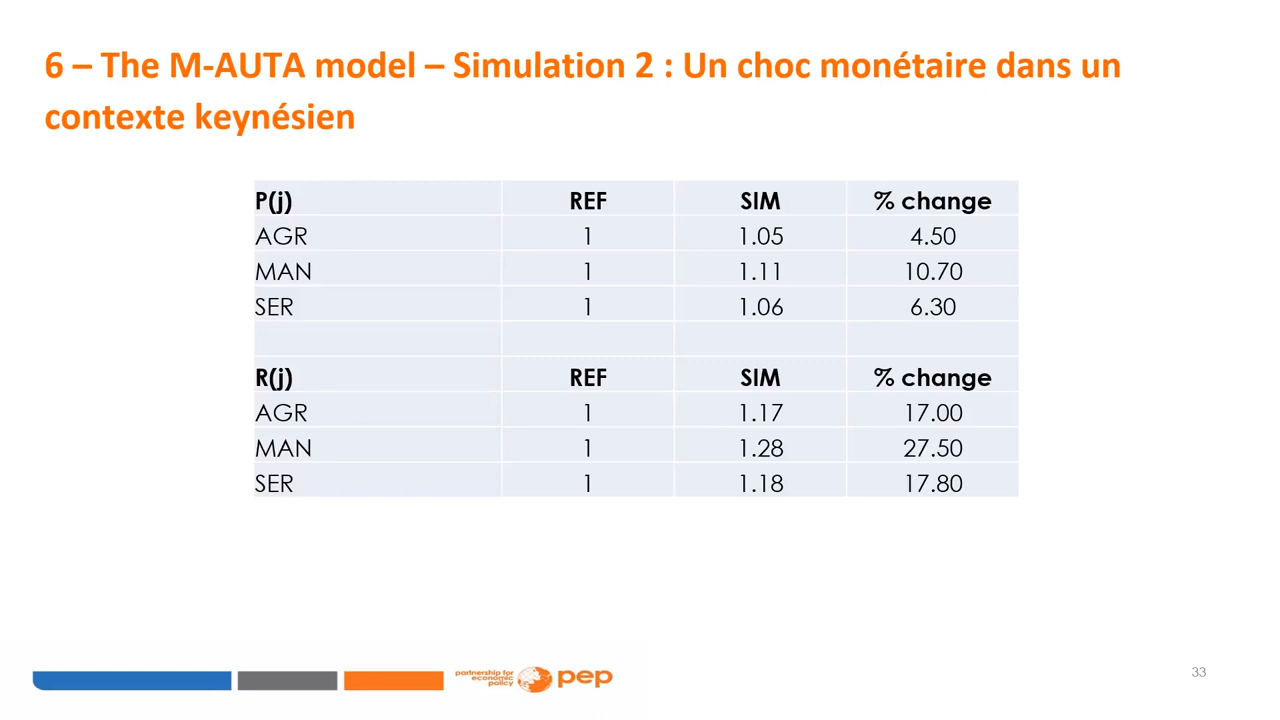 6 – The M-AUTA model – Simulation 2 : Un choc monétaire dans un
contexte keynésien
P(j) REF SIM % change
AGR 1 1.05 4.50
MAN 1 1.11 10.70
SER 1 1.06 6.30
R(j) REF SIM % change
AGR 1 1.17 17.00
MAN 1 1.28 27.50
SER 1 1.18 17.80
partnership for
economic
policy
pep
33